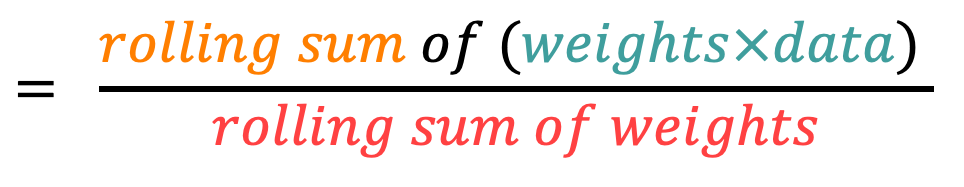 rolling sum of (weights×data)
=
rolling sum of weights